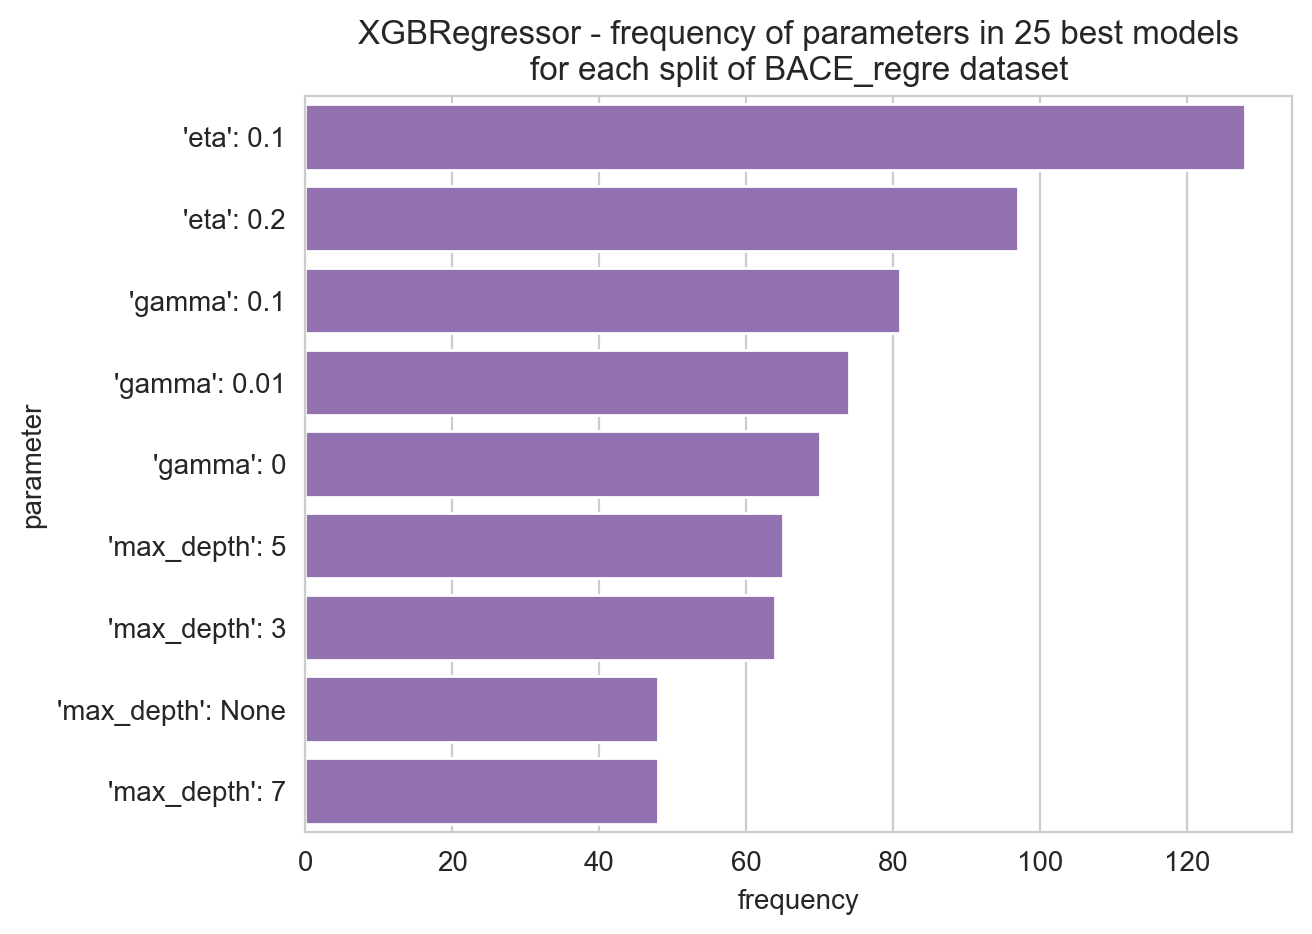 XGBRegressor - frequency of parameters in 25 best models
for each split of BACE_regre dataset
'eta': 0.1
'eta': 0.2
'gamma': 0.1
'gamma': 0.01
'gamma': 0
'max_depth': 5
'max_depth': 3
'max_depth': None
'max_depth': 7
parameter
0 20 40 60 80 100 120
frequency